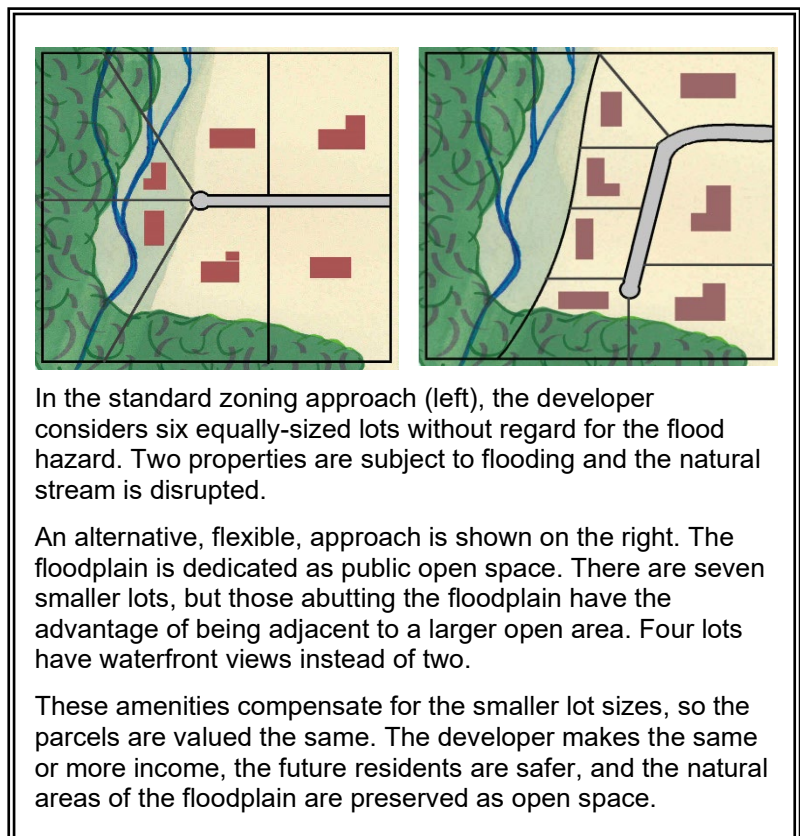 In the standard zoning approach (left), the developer
considers six equally-sized lots without regard for the flood
hazard. Two properties are subject to flooding and the natural
stream is disrupted.
An alternative, flexible, approach is shown on the right. The
floodplain is dedicated as public open space. There are seven
smaller lots, but those abutting the floodplain have the
advantage of being adjacent to a larger open area. Four lots
have waterfront views instead of two.
These amenities compensate for the smaller lot sizes, so the
parcels are valued the same. The developer makes the same
or more income, the future residents are safer, and the natural
areas of the floodplain are preserved as open space.